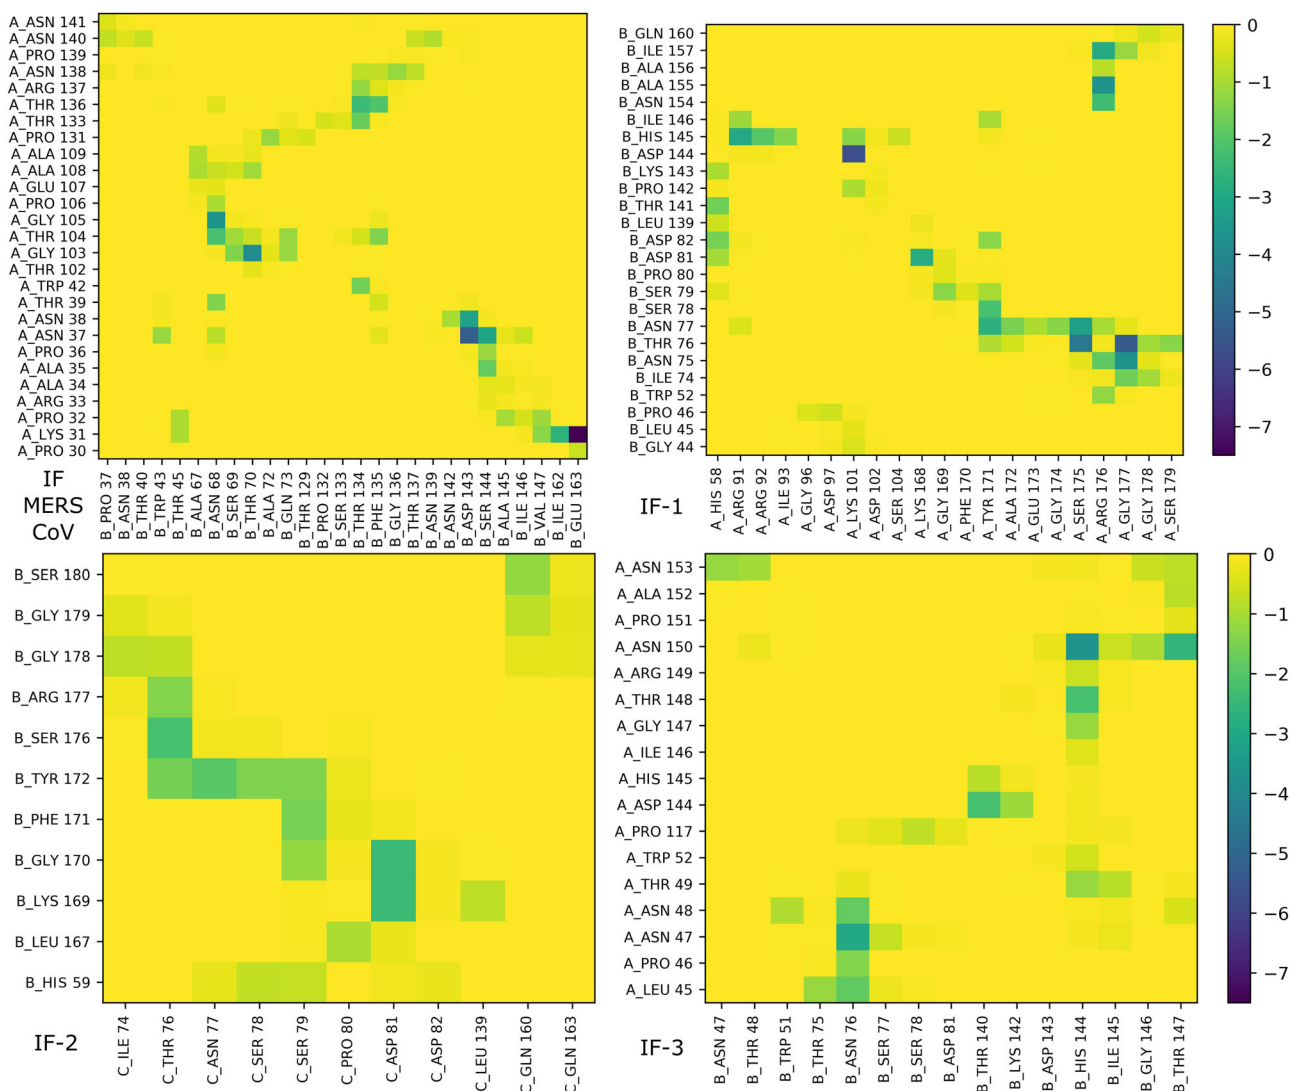 A_ASN 141
A_ASN 140
A_PRO 139
A_ASN 138
A_ARG 137
A_THR 136
A_THR 133
A_PRO 131
A_ALA 109
A_ALA 108
A_GLU 107
A_PRO 106
A_GLY 105
A_THR 104
A_GLY 103
A_THR 102
A_TRP 42
A_THR 39
A_ASN 38
A_ASN 37
A_PRO 36
A_ALA 35
A_ALA 34
A_ARG 33
A_PRO 32
A_LYS 31
A_PRO 30
IF
MERS
CoV
B_PRO 37
B_ASN 38
B_THR 40
B_TRP 43
B_THR 45
B_ALA 67
B_ASN 68
B_SER 69
B_THR 70
B_ALA 72
B_GLN 73
B_THR 129
B_PRO 132
B_SER 133
B_THR 134
B_PHE 135
B_GLY 136
B_THR 137
B_ASN 139
B_ASN 142
B_ASP 143
B_SER 144
B_ALA 145
B_ILE 146
B_VAL 147
B_ILE 162
B_GLU 163
B_GLN 160
B_ILE 157
B_ALA 156
B_ALA 155
B_ASN 154
B_ILE 146
B_HIS 145
B_ASP 144
B_LYS 143
B_PRO 142
B_THR 141
B_LEU 139
B_ASP 82
B_ASP 81
B_PRO 80
B_SER 79
B_SER 78
B_ASN 77
B_THR 76
B_ASN 75
B_ILE 74
B_TRP 52
B_PRO 46
B_LEU 45
B_GLY 44
IF-1
A_HIS 58
A_ARG 91
A_ARG 92
A_ILE 93
A_GLY 96
A_ASP 97
A_LYS 101
A_ASP 102
A_SER 104
A_LYS 168
A_GLY 169
A_PHE 170
A_TYR 171
A_ALA 172
A_GLU 173
A_GLY 174
A_SER 175
A_ARG 176
A_GLY 177
A_GLY 178
A_SER 179
0
−1
−2
−3
−4
−5
−6
−7
B_SER 180
B_GLY 179
B_GLY 178
B_ARG 177
B_SER 176
B_TYR 172
B_PHE 171
B_GLY 170
B_LYS 169
B_LEU 167
B_HIS 59
IF-2
C_ILE 74
C_THR 76
C_ASN 77
C_SER 78
C_SER 79
C_PRO 80
C_ASP 81
C_ASP 82
C_LEU 139
C_GLN 160
C_GLN 163
A_ASN 153
A_ALA 152
A_PRO 151
A_ASN 150
A_ARG 149
A_THR 148
A_GLY 147
A_ILE 146
A_HIS 145
A_ASP 144
A_PRO 117
A_TRP 52
A_THR 49
A_ASN 48
A_ASN 47
A_PRO 46
A_LEU 45
IF-3
B_ASN 47
B_THR 48
B_TRP 51
B_THR 75
B_ASN 76
B_SER 77
B_SER 78
B_ASP 81
B_THR 140
B_LYS 142
B_ASP 143
B_HIS 144
B_ILE 145
B_GLY 146
B_THR 147
0
−1
−2
−3
−4
−5
−6
−7